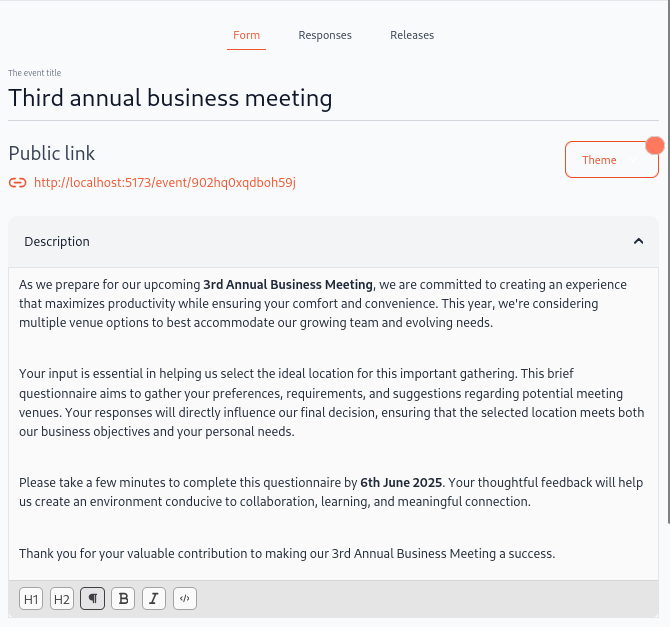 Form Responses Releases
The event title
Third annual business meeting
Public link
Theme
http://localhost:5173/event/902hq0xqdboh59j
Description
As we prepare for our upcoming 3rd Annual Business Meeting, we are committed to creating an experience
that maximizes productivity while ensuring your comfort and convenience. This year, we're considering
multiple venue options to best accommodate our growing team and evolving needs.
Your input is essential in helping us select the ideal location for this important gathering. This brief
questionnaire aims to gather your preferences, requirements, and suggestions regarding potential meeting
venues. Your responses will directly influence our final decision, ensuring that the selected location meets both
our business objectives and your personal needs.
Please take a few minutes to complete this questionnaire by 6th June 2025. Your thoughtful feedback will help
us create an environment conducive to collaboration, learning, and meaningful connection.
Thank you for your valuable contribution to making our 3rd Annual Business Meeting a success.
H1 H2 ¶ B I </>